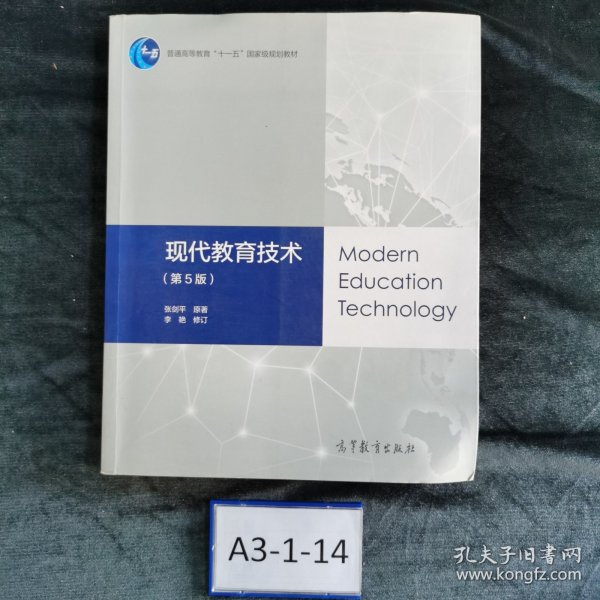 十一五
普通高等教育“十一五”国家级规划教材
现代教育技术
（第5版）
张剑平 原著
李 艳 修订
Modern
Education
Technology
高等教育出版社
A3-1-14
孔夫子旧书网
www.kongfz.com